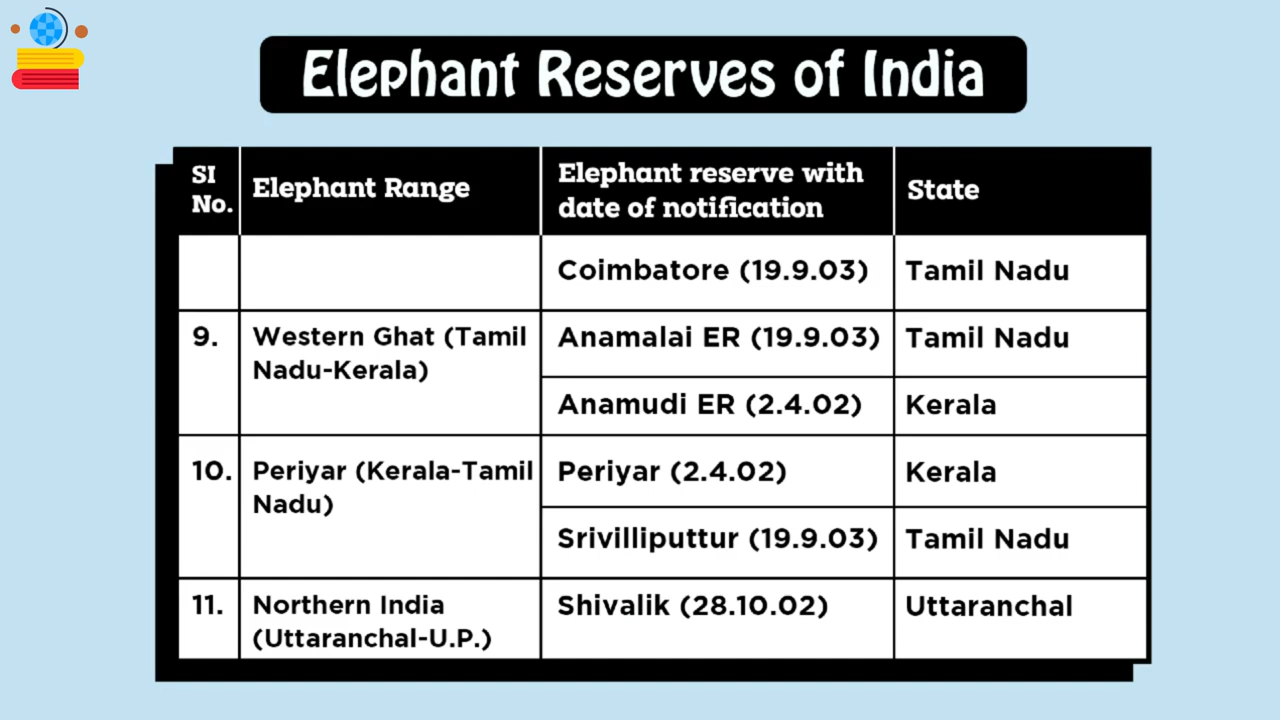 Elephant Reserves of India
SI No.
Elephant Range
Elephant reserve with
date of notification
State
Coimbatore (19.9.03)
Tamil Nadu
9.
Western Ghat (Tamil
Nadu-Kerala)
Anamalai ER (19.9.03)
Tamil Nadu
Anamudi ER (2.4.02)
Kerala
10.
Periyar (Kerala-Tamil
Nadu)
Periyar (2.4.02)
Kerala
Srivilliputtur (19.9.03)
Tamil Nadu
11.
Northern India
(Uttaranchal-U.P.)
Shivalik (28.10.02)
Uttaranchal